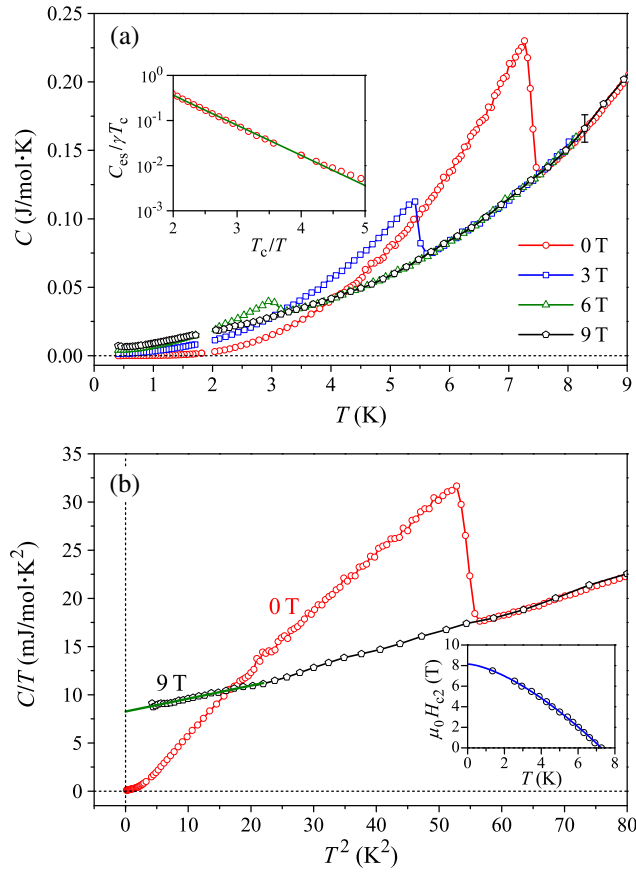 (a)
C (J/mol·K)
0.25
0.20
0.15
0.10
0.05
0.00
C_es/γT_c
10^0
10^-1
10^-2
10^-3
2 3 4 5
T_c/T
0 T
3 T
6 T
9 T
0 1 2 3 4 5 6 7 8 9
T (K)
(b)
C/T (mJ/mol·K^2)
35
30
25
20
15
10
5
0
0 T
9 T
μ_0H_c2 (T)
8
6
4
2
0
0 2 4 6 8
T (K)
0 10 20 30 40 50 60 70 80
T^2 (K^2)